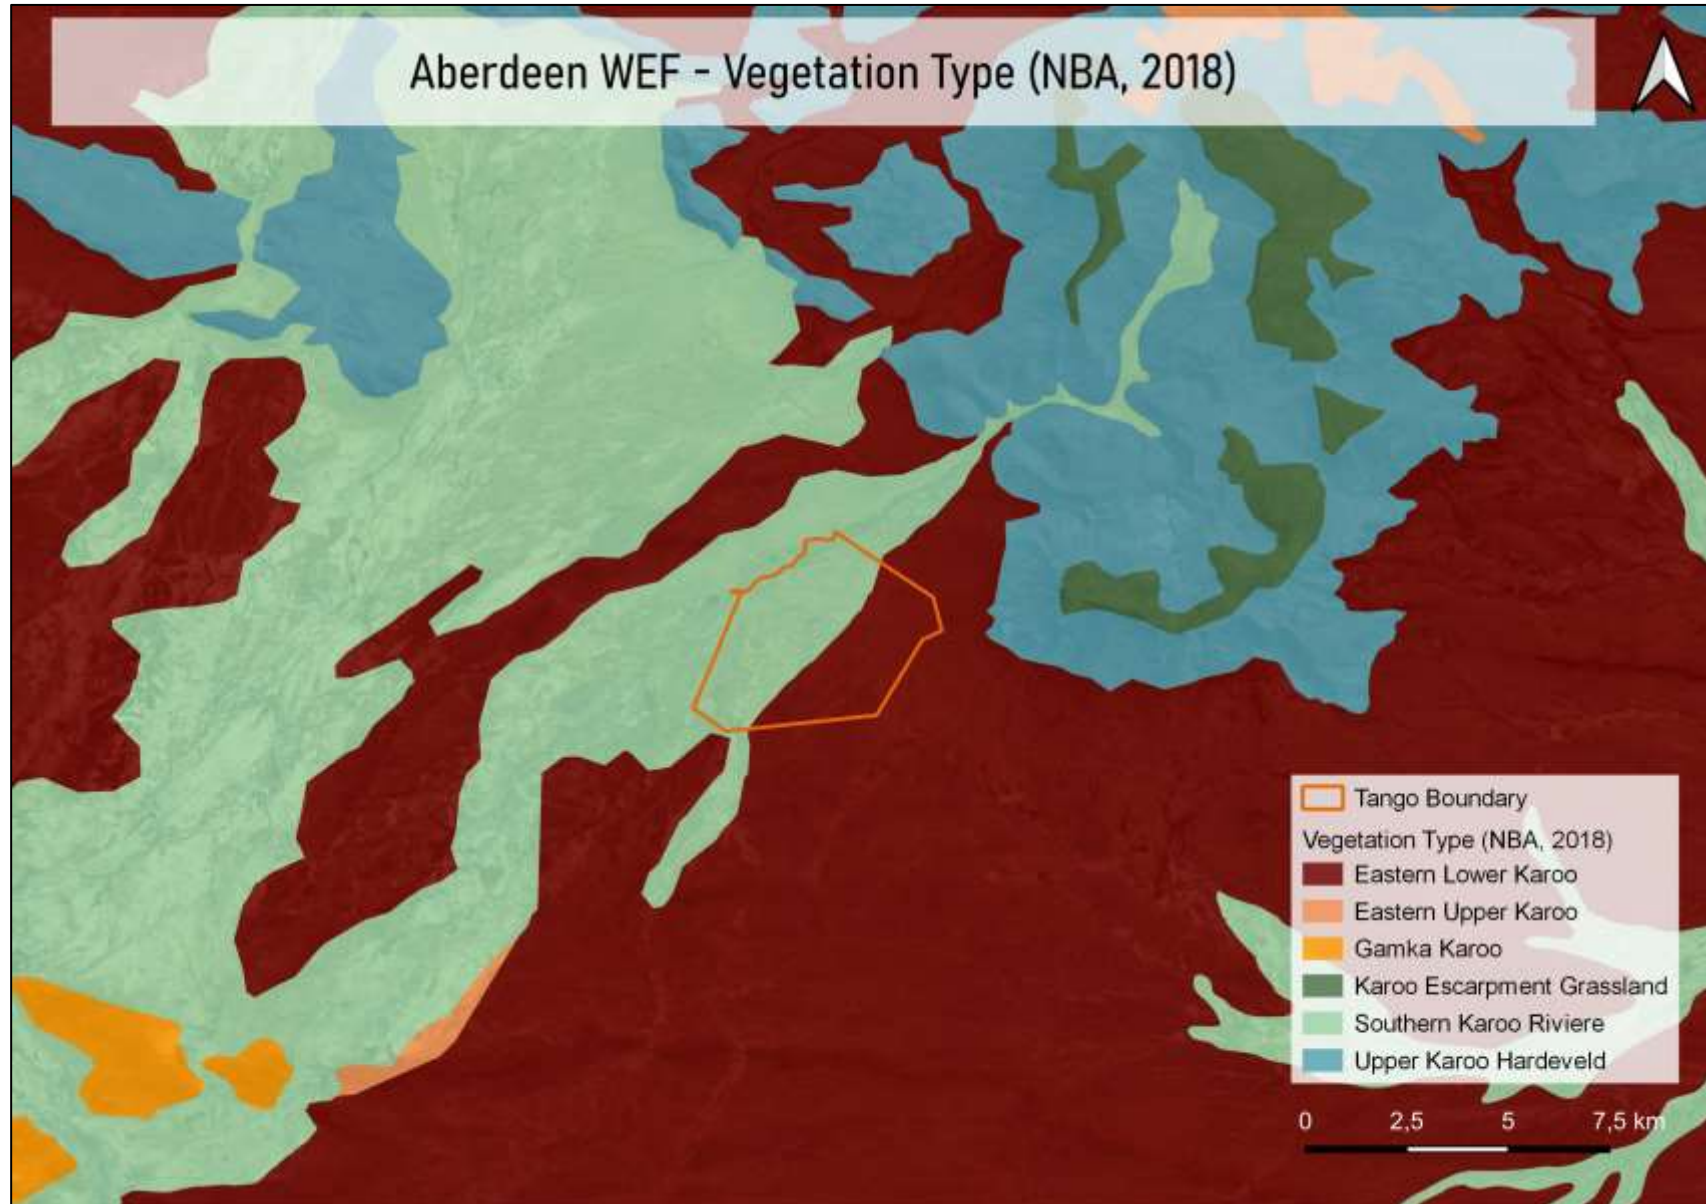 Aberdeen WEF - Vegetation Type (NBA, 2018)
Tango Boundary
Vegetation Type (NBA, 2018)
Eastern Lower Karoo
Eastern Upper Karoo
Gamka Karoo
Karoo Escarpment Grassland
Southern Karoo Riviere
Upper Karoo Hardeveld
0 2,5 5 7,5 km